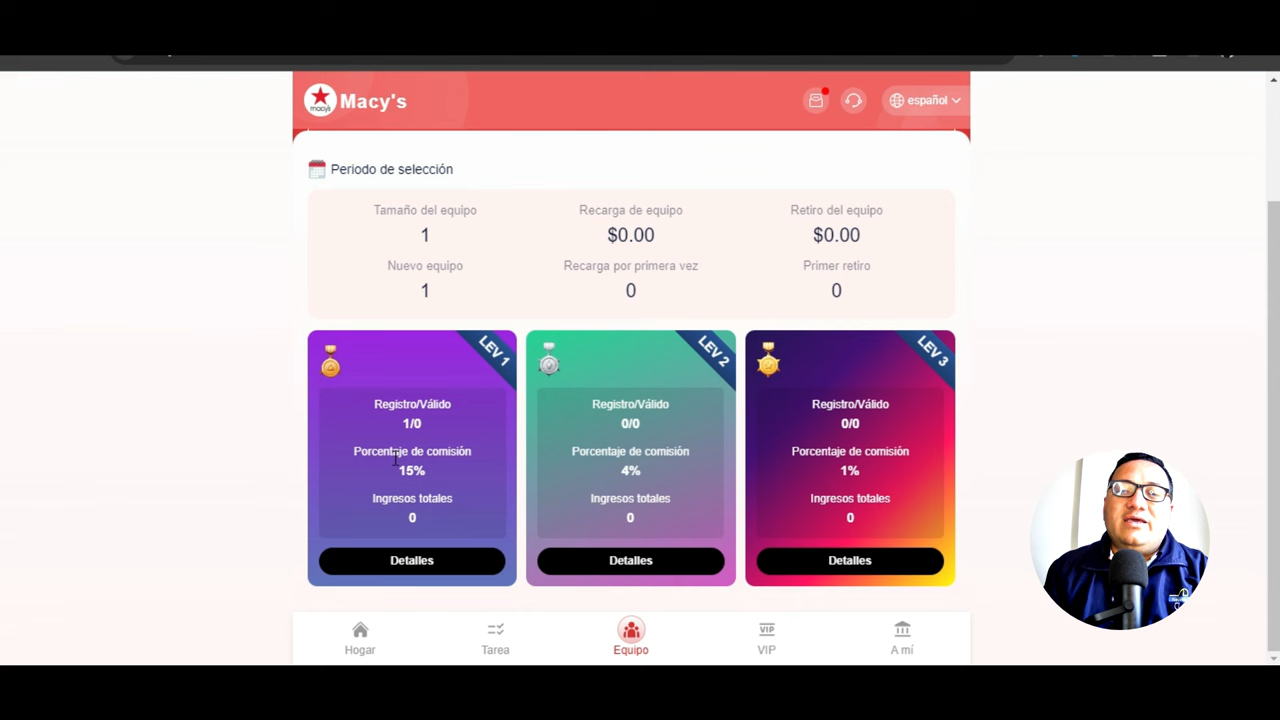 Macy's
macy's
español
Periodo de selección
Tamaño del equipo
1
Recarga de equipo
$0.00
Retiro del equipo
$0.00
Nuevo equipo
1
Recarga por primera vez
0
Primer retiro
0
LEV 1
Registro/Válido
1/0
Porcentaje de comisión
15%
Ingresos totales
0
Detalles
LEV 2
Registro/Válido
0/0
Porcentaje de comisión
4%
Ingresos totales
0
Detalles
LEV 3
Registro/Válido
0/0
Porcentaje de comisión
1%
Ingresos totales
0
Detalles
Hogar
Tarea
Equipo
VIP
VIP
A mí